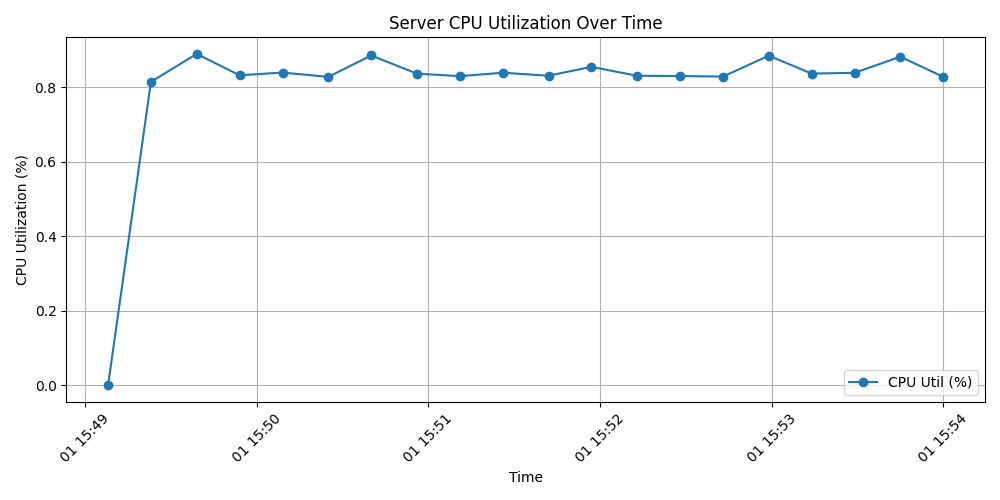 Server CPU Utilization Over Time
CPU Utilization (%)
0.8
0.6
0.4
0.2
0.0
CPU Util (%)
01 15:49
01 15:50
01 15:51
01 15:52
01 15:53
01 15:54
Time